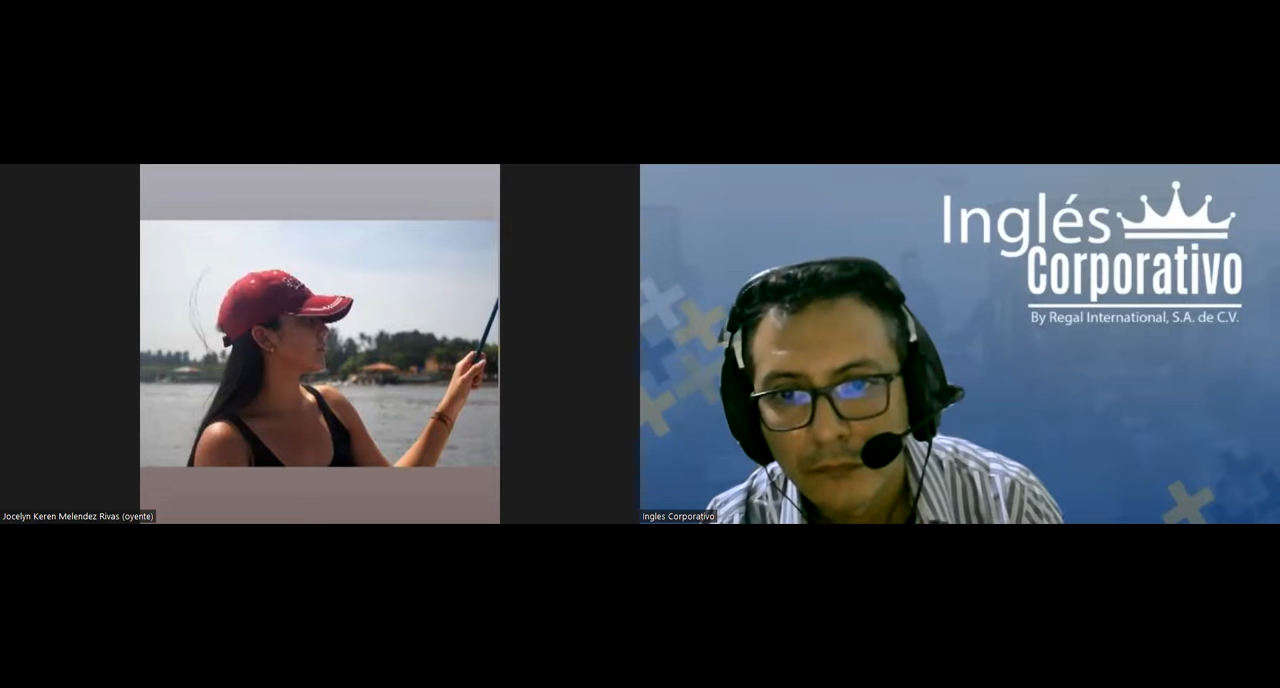 Inglés
Corporativo
By Regal International, S.A. de C.V.
Jocelyn Keren Melendez Rivas (oyente)
Ingles Corporativo